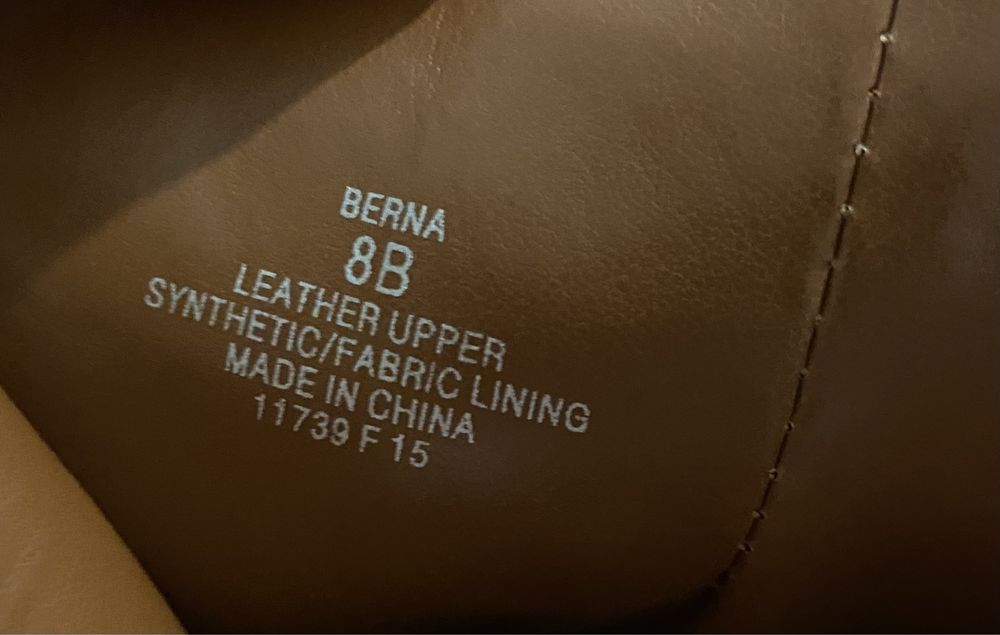 BERNA
8B
LEATHER UPPER
SYNTHETIC/FABRIC LINING
MADE IN CHINA
11739 F 15